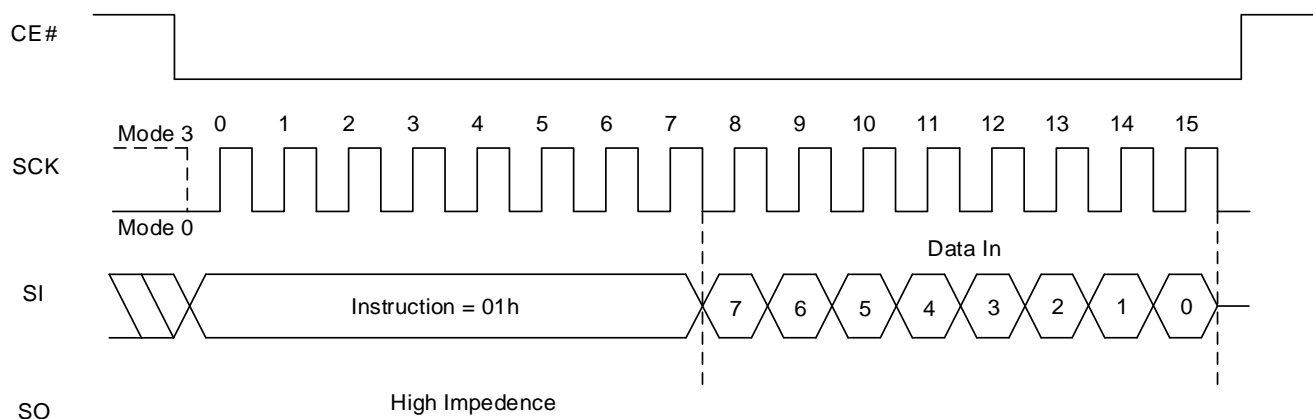 CE#
Mode 3 0 1 2 3 4 5 6 7 8 9 10 11 12 13 14 15
SCK
Mode 0
Data In
SI Instruction = 01h 7 6 5 4 3 2 1 0
High Impedence
SO